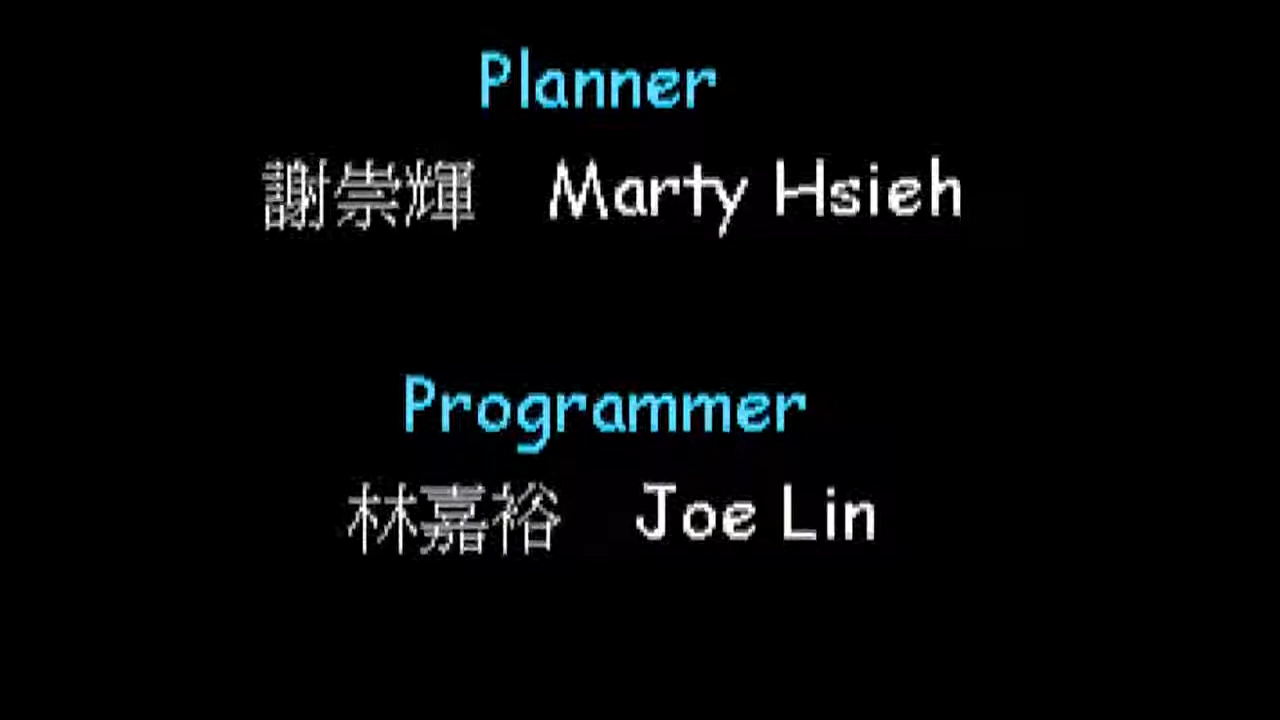 Planner
謝崇輝 Marty Hsieh
Programmer
林嘉裕 Joe Lin